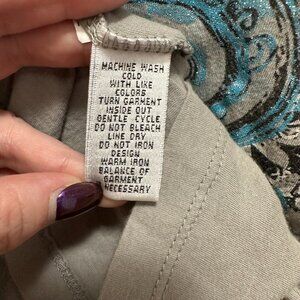 MACHINE WASH
COLD
WITH LIKE
COLORS
TURN GARMENT
INSIDE OUT
GENTLE CYCLE
DO NOT BLEACH
LINE DRY
DO NOT IRON
DESIGN
WARM IRON
BALANCE OF
GARMENT
NECESSARY